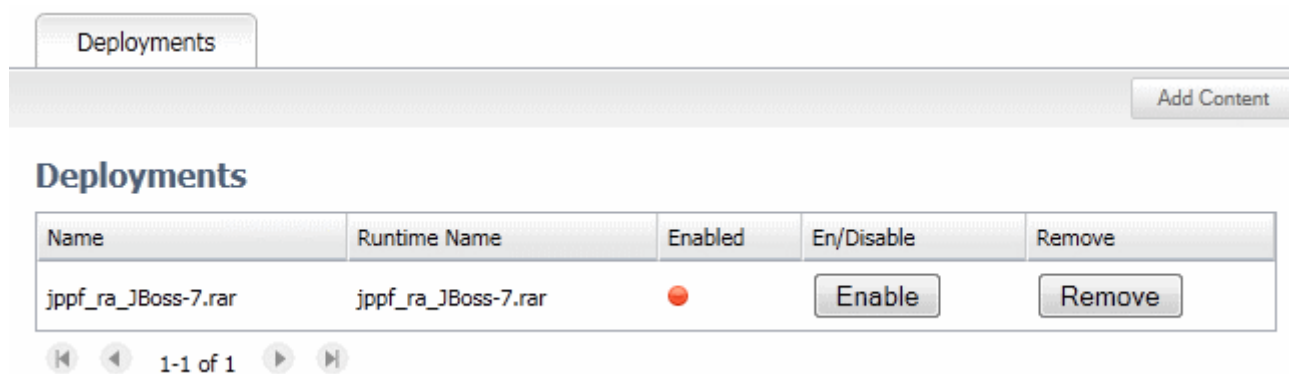 Deployments
Add Content
Deployments
Name Runtime Name Enabled En/Disable Remove
jppf_ra_JBoss-7.rar jppf_ra_JBoss-7.rar Enable Remove
1-1 of 1